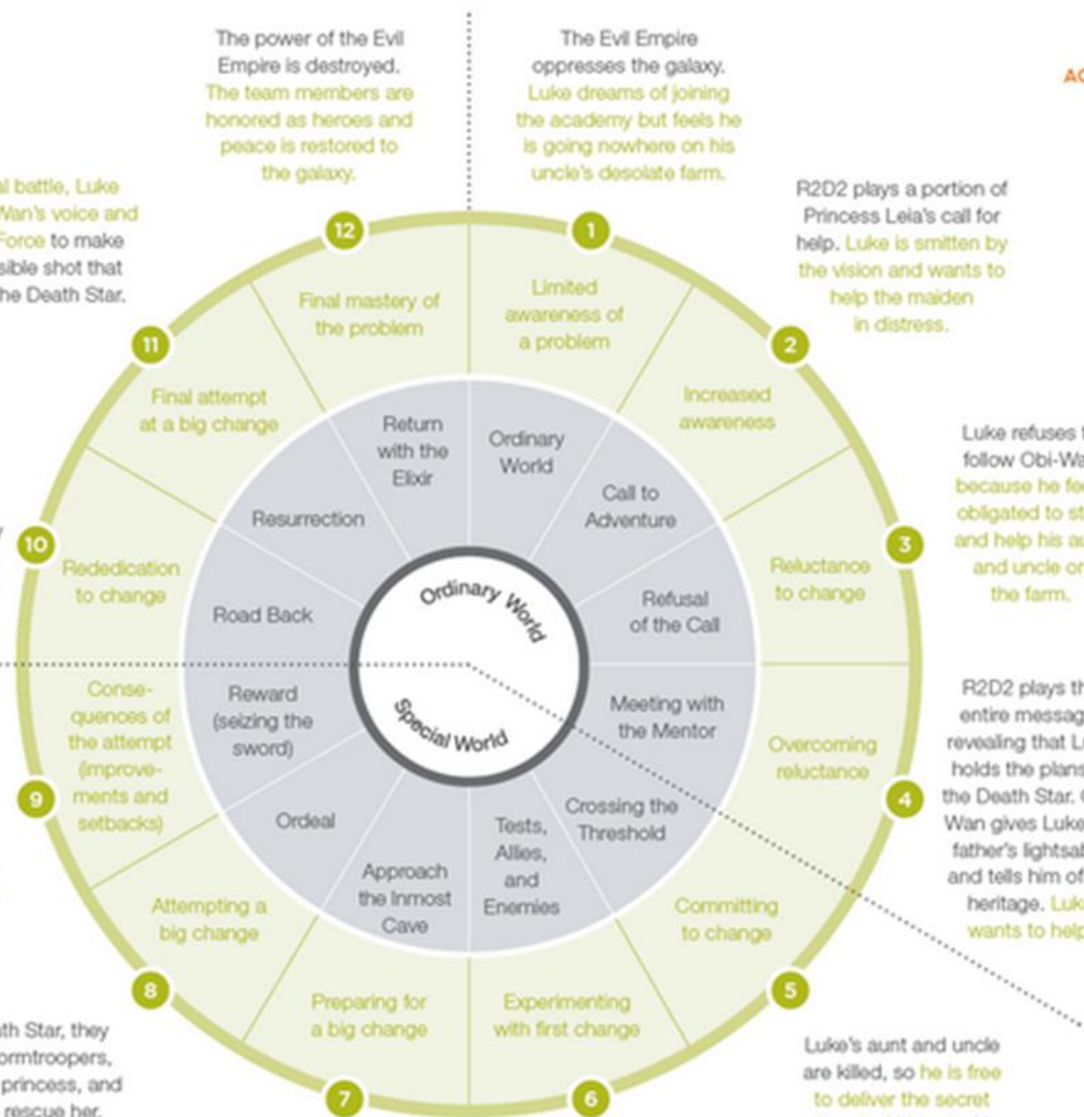 The power of the Evil
Empire is destroyed.
The team members are
honored as heroes and
peace is restored to
the galaxy.
The Evil Empire
oppresses the galaxy.
Luke dreams of joining
the academy but feels he
is going nowhere on his
uncle's desolate farm.
R2D2 plays a portion of
Princess Leia's call for
help. Luke is smitten by
the vision and wants to
help the maiden
in distress.
Luke refuses
follow
because he
obligated to
and help his
and uncle
the farm.
R2D2 plays
entire
revealing that
holds the plans
the Death Star.
Wan gives Luke
father's
and tells him of
heritage.
wants to help
Luke's aunt and uncle
are killed, so he is free
to deliver the secret
battle, Luke
Wan's voice and
Force to make
shot that
Death Star.
Star, they
princess, and
rescue her.
12
1
2
3
4
5
6
7
8
9
10
11
Limited
awareness of
a problem
Increased
awareness
Reluctance
to change
Overcoming
reluctance
Committing
to change
Experimenting
with first change
Preparing for
a big change
Attempting a
big change
Conse-
quences of
the attempt
(improve-
ments and
setbacks)
Rededication
to change
Final attempt
at a big change
Final mastery of
the problem
Ordinary
World
Call to
Adventure
Refusal
of the Call
Meeting with
the Mentor
Crossing the
Threshold
Tests,
Allies,
and
Enemies
Approach
the Inmost
Cave
Ordeal
Reward
(seizing the
sword)
Road Back
Resurrection
Return
with the
Elixir
Ordinary World
Special World